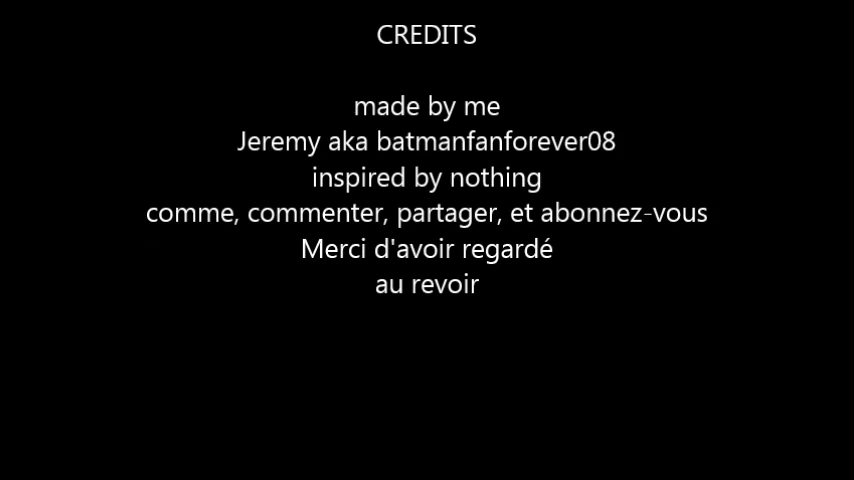 CREDITS
made by me
Jeremy aka batmanfanforever08
inspired by nothing
comme, commenter, partager, et abonnez-vous
Merci d'avoir regardé
au revoir